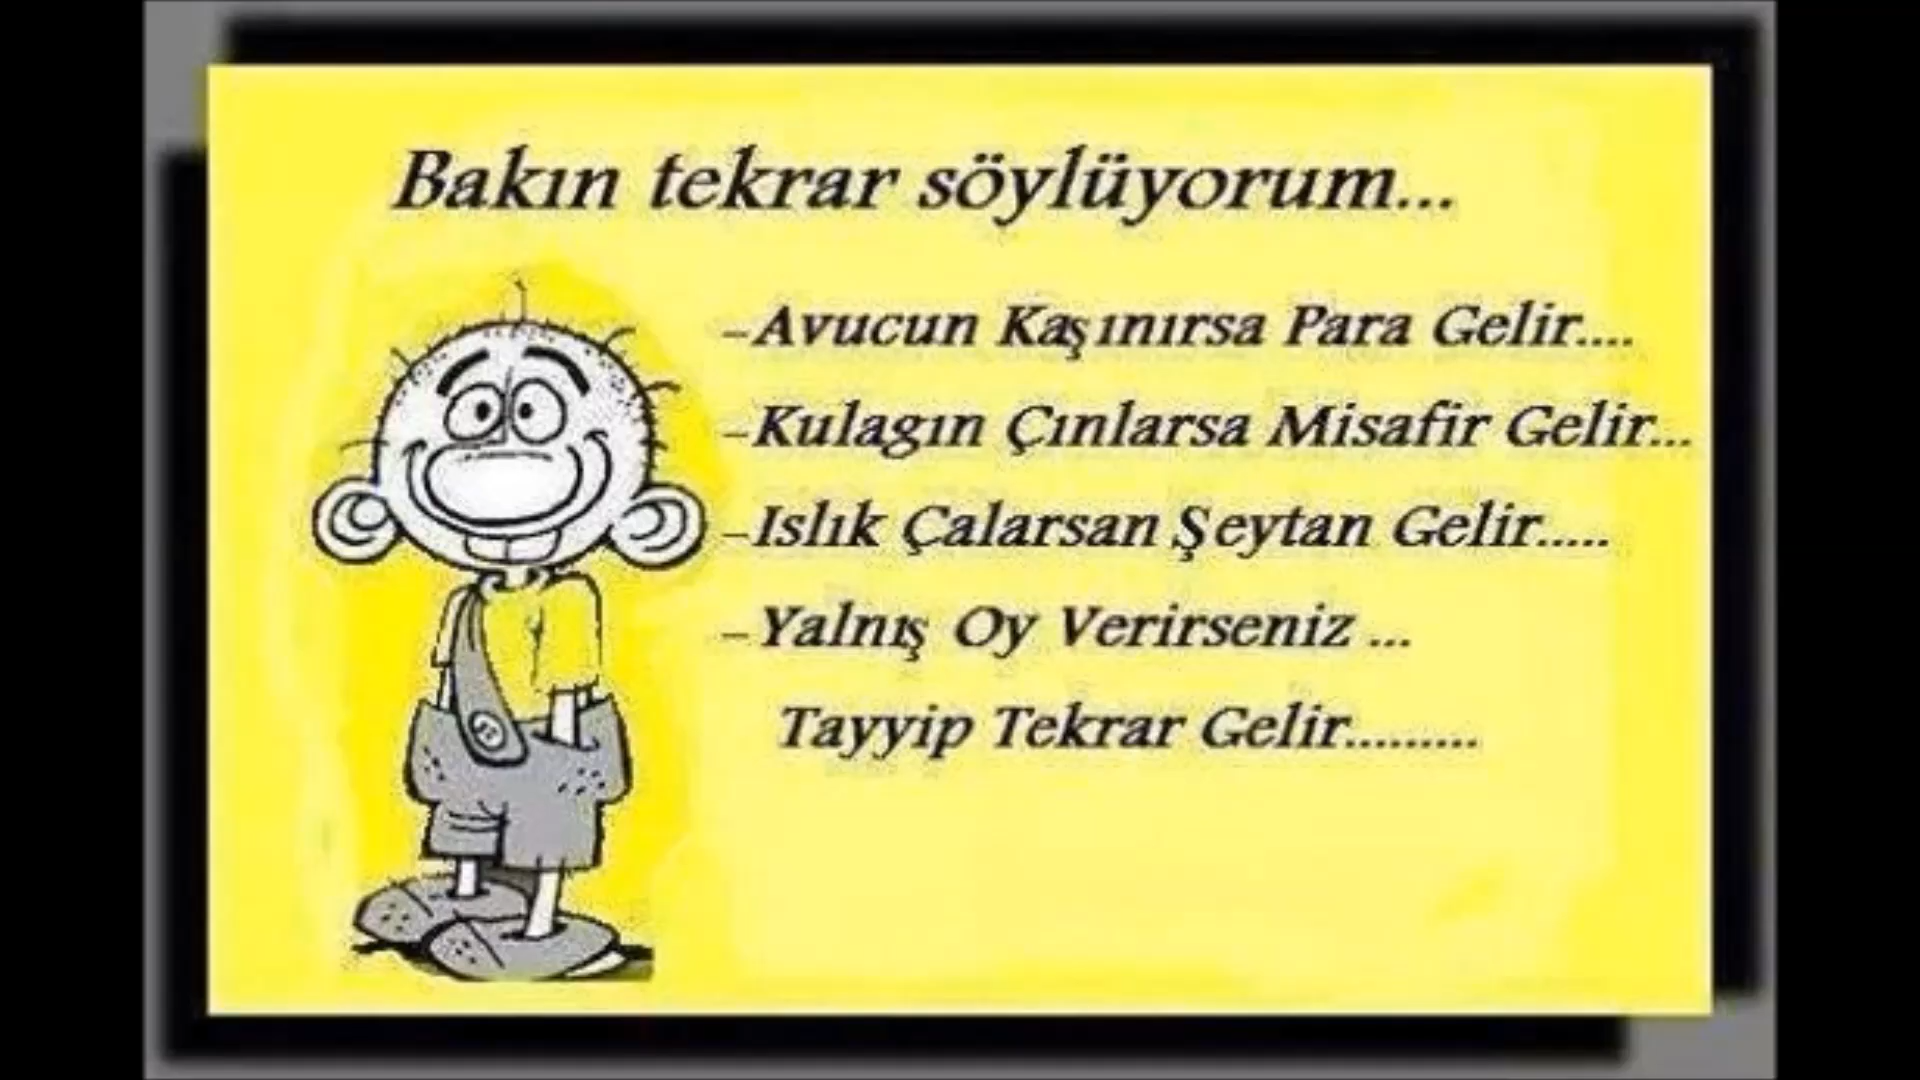 Bakın tekrar söylüyorum...
-Avucun Kaşınırsa Para Gelir....
-Kulagın Çınlarsa Misafir Gelir...
-Islık Çalarsan Şeytan Gelir.....
-Yalnış Oy Verirseniz ...
Tayyip Tekrar Gelir.........